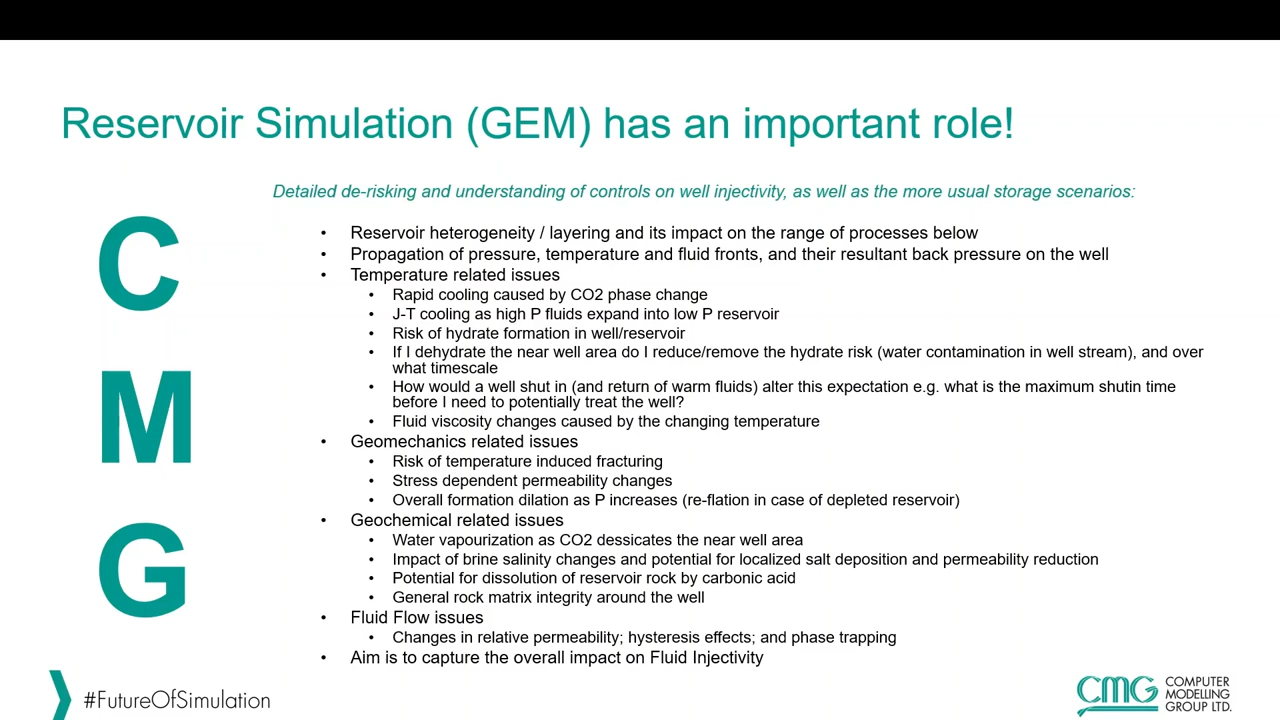 Reservoir Simulation (GEM) has an important role!
Detailed de-risking and understanding of controls on well injectivity, as well as the more usual storage scenarios:
C
M
G
• Reservoir heterogeneity / layering and its impact on the range of processes below
• Propagation of pressure, temperature and fluid fronts, and their resultant back pressure on the well
• Temperature related issues
• Rapid cooling caused by CO2 phase change
• J-T cooling as high P fluids expand into low P reservoir
• Risk of hydrate formation in well/reservoir
• If I dehydrate the near well area do I reduce/remove the hydrate risk (water contamination in well stream), and over
what timescale
• How would a well shut in (and return of warm fluids) alter this expectation e.g. what is the maximum shutin time
before I need to potentially treat the well?
• Fluid viscosity changes caused by the changing temperature
• Geomechanics related issues
• Risk of temperature induced fracturing
• Stress dependent permeability changes
• Overall formation dilation as P increases (re-flation in case of depleted reservoir)
• Geochemical related issues
• Water vapourization as CO2 dessicates the near well area
• Impact of brine salinity changes and potential for localized salt deposition and permeability reduction
• Potential for dissolution of reservoir rock by carbonic acid
• General rock matrix integrity around the well
• Fluid Flow issues
• Changes in relative permeability; hysteresis effects; and phase trapping
• Aim is to capture the overall impact on Fluid Injectivity
#FutureOfSimulation
CMG
COMPUTER
MODELLING
GROUP LTD.